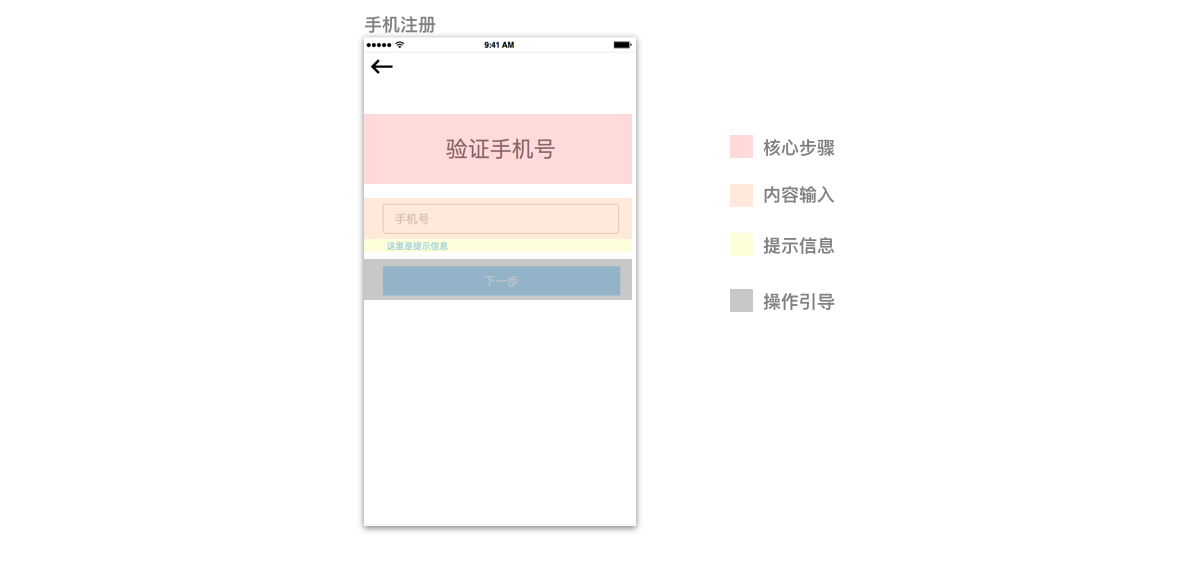 手机注册
9:41 AM
验证手机号
手机号
这里是提示信息
下一步
核心步骤
内容输入
提示信息
操作引导